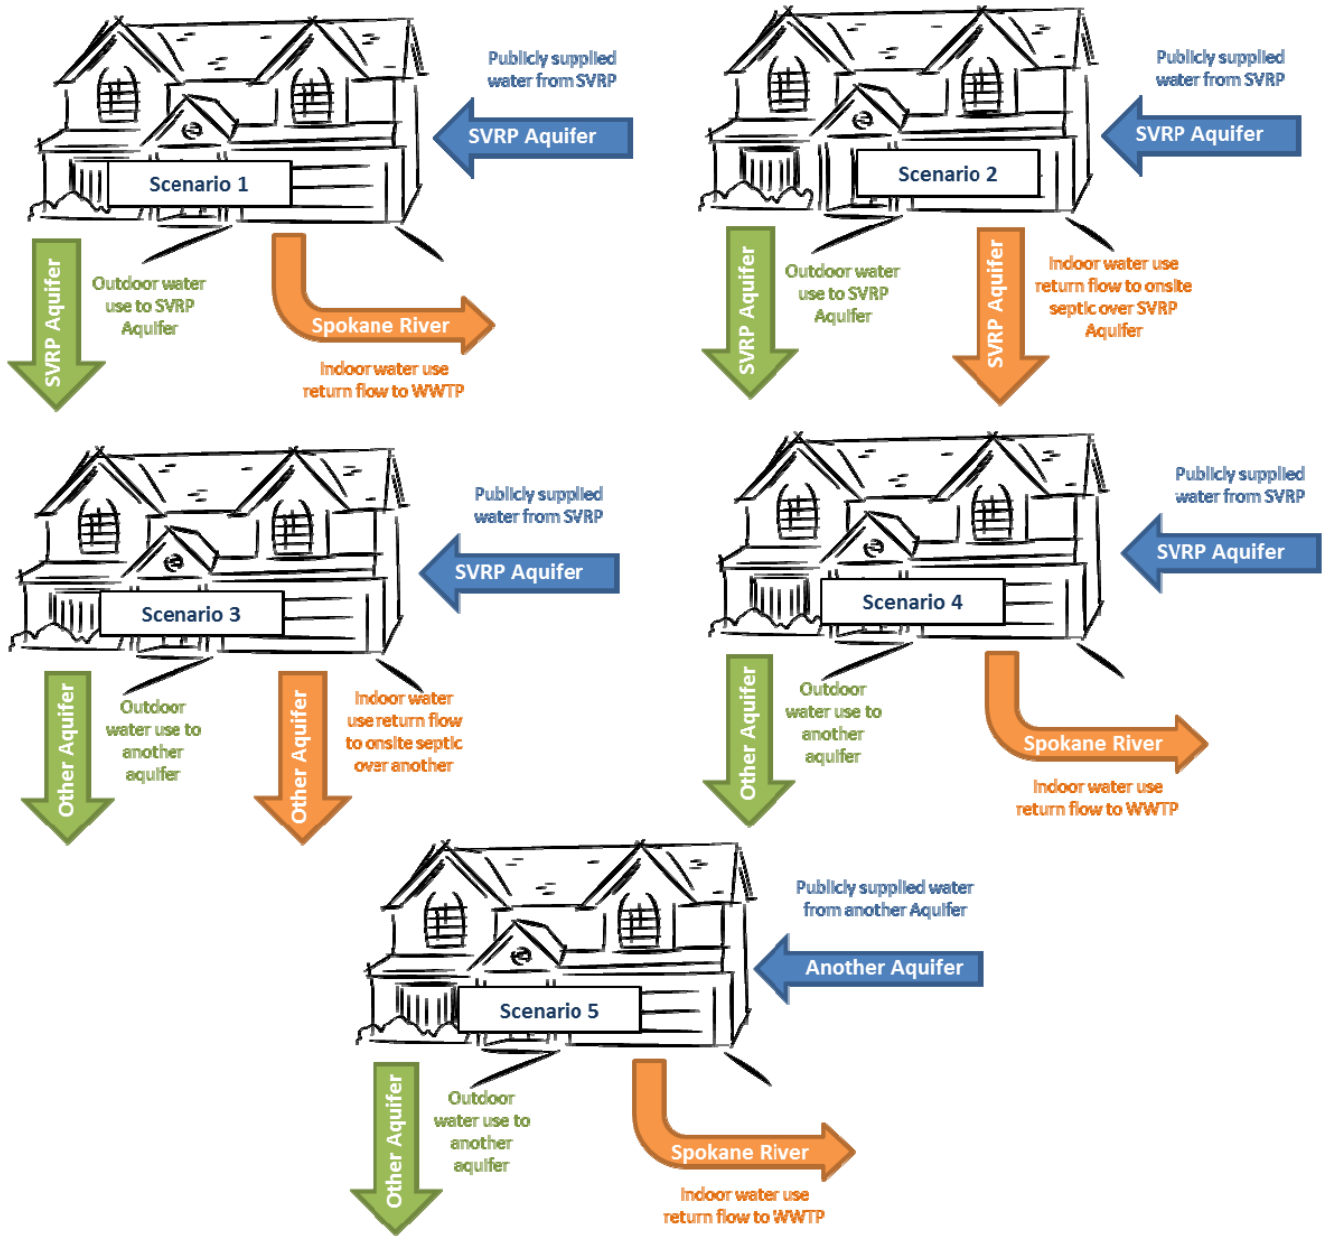 Publicly supplied
water from SVRP
SVRP Aquifer
Scenario 1
SVRP Aquifer
Outdoor water
use to SVRP
Aquifer
Spokane River
Indoor water use
return flow to WWTP
Publicly supplied
water from SVRP
SVRP Aquifer
Scenario 2
SVRP Aquifer
Outdoor water
use to SVRP
Aquifer
SVRP Aquifer
Indoor water use
return flow to onsite
septic over SVRP
Aquifer
Publicly supplied
water from SVRP
SVRP Aquifer
Scenario 3
Other Aquifer
Outdoor
water use to
another
aquifer
Other Aquifer
Indoor water
use return flow
to onsite septic
over another
Publicly supplied
water from SVRP
SVRP Aquifer
Scenario 4
Other Aquifer
Outdoor
water use to
another
aquifer
Spokane River
Indoor water use
return flow to WWTP
Publicly supplied water
from another Aquifer
Another Aquifer
Scenario 5
Other Aquifer
Outdoor
water use to
another
aquifer
Spokane River
Indoor water use
return flow to WWTP